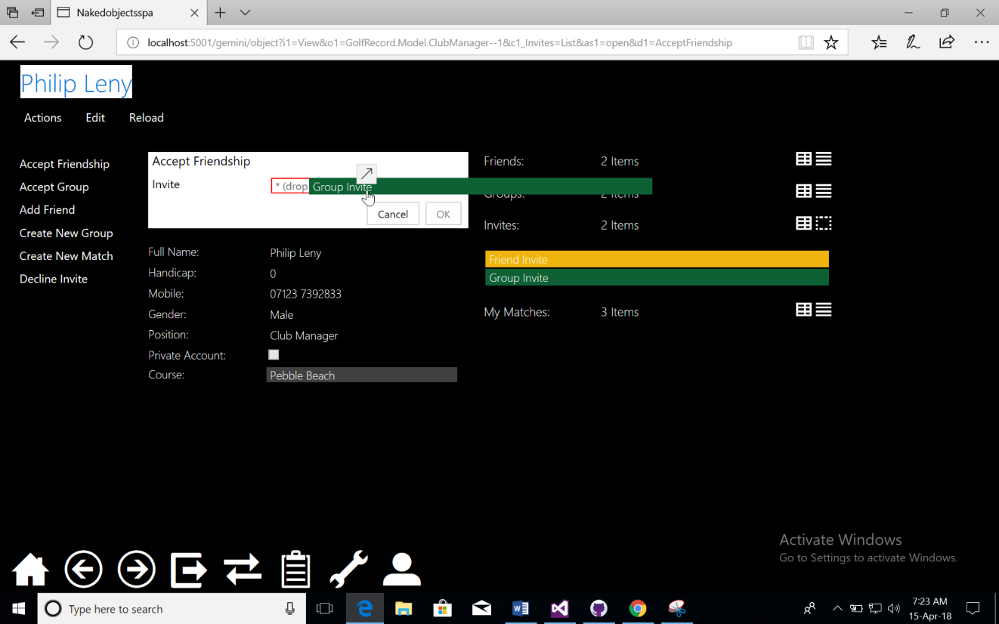 Nakedobjectsspa
localhost:5001/gemini/object?i1=View&o1=GolfRecord.Model.ClubManager--1&c1_Invites=List&as1=open&d1=AcceptFriendship
Philip Leny
Actions Edit Reload
Accept Friendship
Accept Group
Add Friend
Create New Group
Create New Match
Decline Invite
Accept Friendship
Invite * (drop Group Invite
Cancel OK
Full Name: Philip Leny
Handicap: 0
Mobile: 07123 7392833
Gender: Male
Position: Club Manager
Private Account:
Course: Pebble Beach
Friends: 2 Items
Groups: 2 Items
Invites: 2 Items
Friend Invite
Group Invite
My Matches: 3 Items
Activate Windows
Go to Settings to activate Windows.
Type here to search
7:23 AM
15-Apr-18